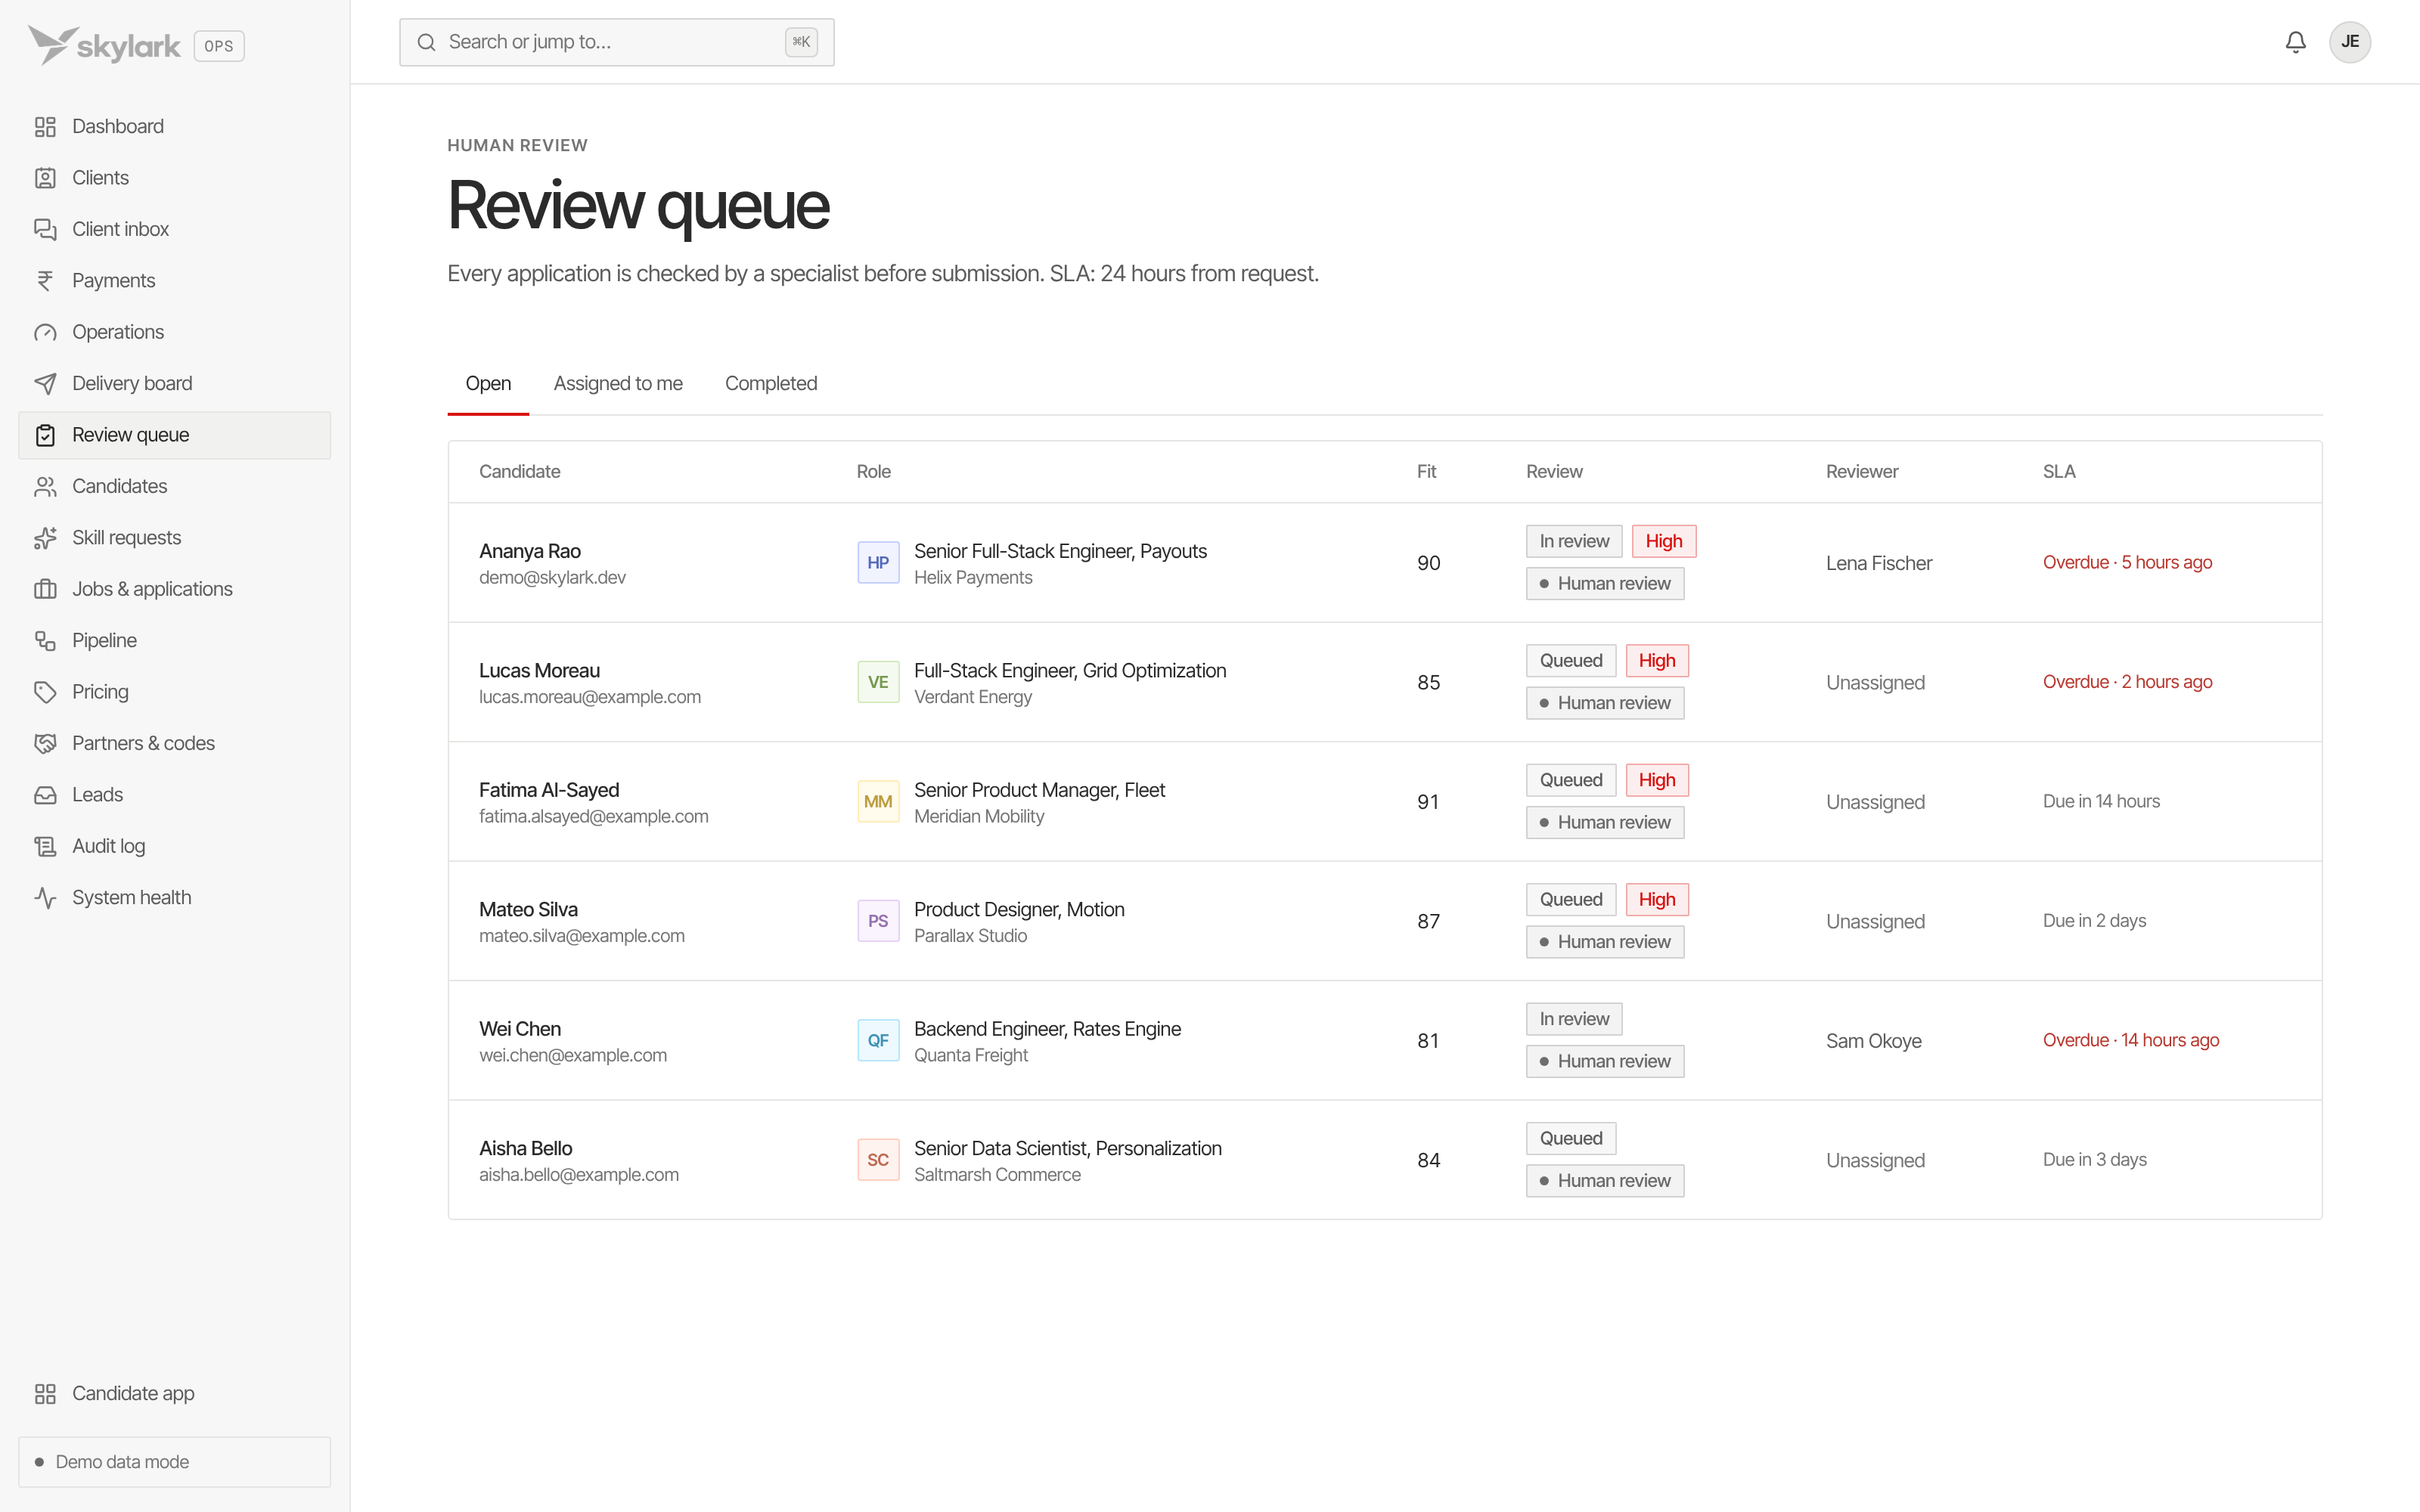 skylark OPS
Search or jump to... ⌘K
JE
Dashboard
Clients
Client inbox
Payments
Operations
Delivery board
Review queue
Candidates
Skill requests
Jobs & applications
Pipeline
Pricing
Partners & codes
Leads
Audit log
System health
Candidate app
Demo data mode
HUMAN REVIEW
Review queue
Every application is checked by a specialist before submission. SLA: 24 hours from request.
Open Assigned to me Completed
Candidate Role Fit Review Reviewer SLA
Ananya Rao
demo@skylark.dev
HP
Senior Full-Stack Engineer, Payouts
Helix Payments
90
In review High
Human review
Lena Fischer
Overdue · 5 hours ago
Lucas Moreau
lucas.moreau@example.com
VE
Full-Stack Engineer, Grid Optimization
Verdant Energy
85
Queued High
Human review
Unassigned
Overdue · 2 hours ago
Fatima Al-Sayed
fatima.alsayed@example.com
MM
Senior Product Manager, Fleet
Meridian Mobility
91
Queued High
Human review
Unassigned
Due in 14 hours
Mateo Silva
mateo.silva@example.com
PS
Product Designer, Motion
Parallax Studio
87
Queued High
Human review
Unassigned
Due in 2 days
Wei Chen
wei.chen@example.com
QF
Backend Engineer, Rates Engine
Quanta Freight
81
In review
Human review
Sam Okoye
Overdue · 14 hours ago
Aisha Bello
aisha.bello@example.com
SC
Senior Data Scientist, Personalization
Saltmarsh Commerce
84
Queued
Human review
Unassigned
Due in 3 days